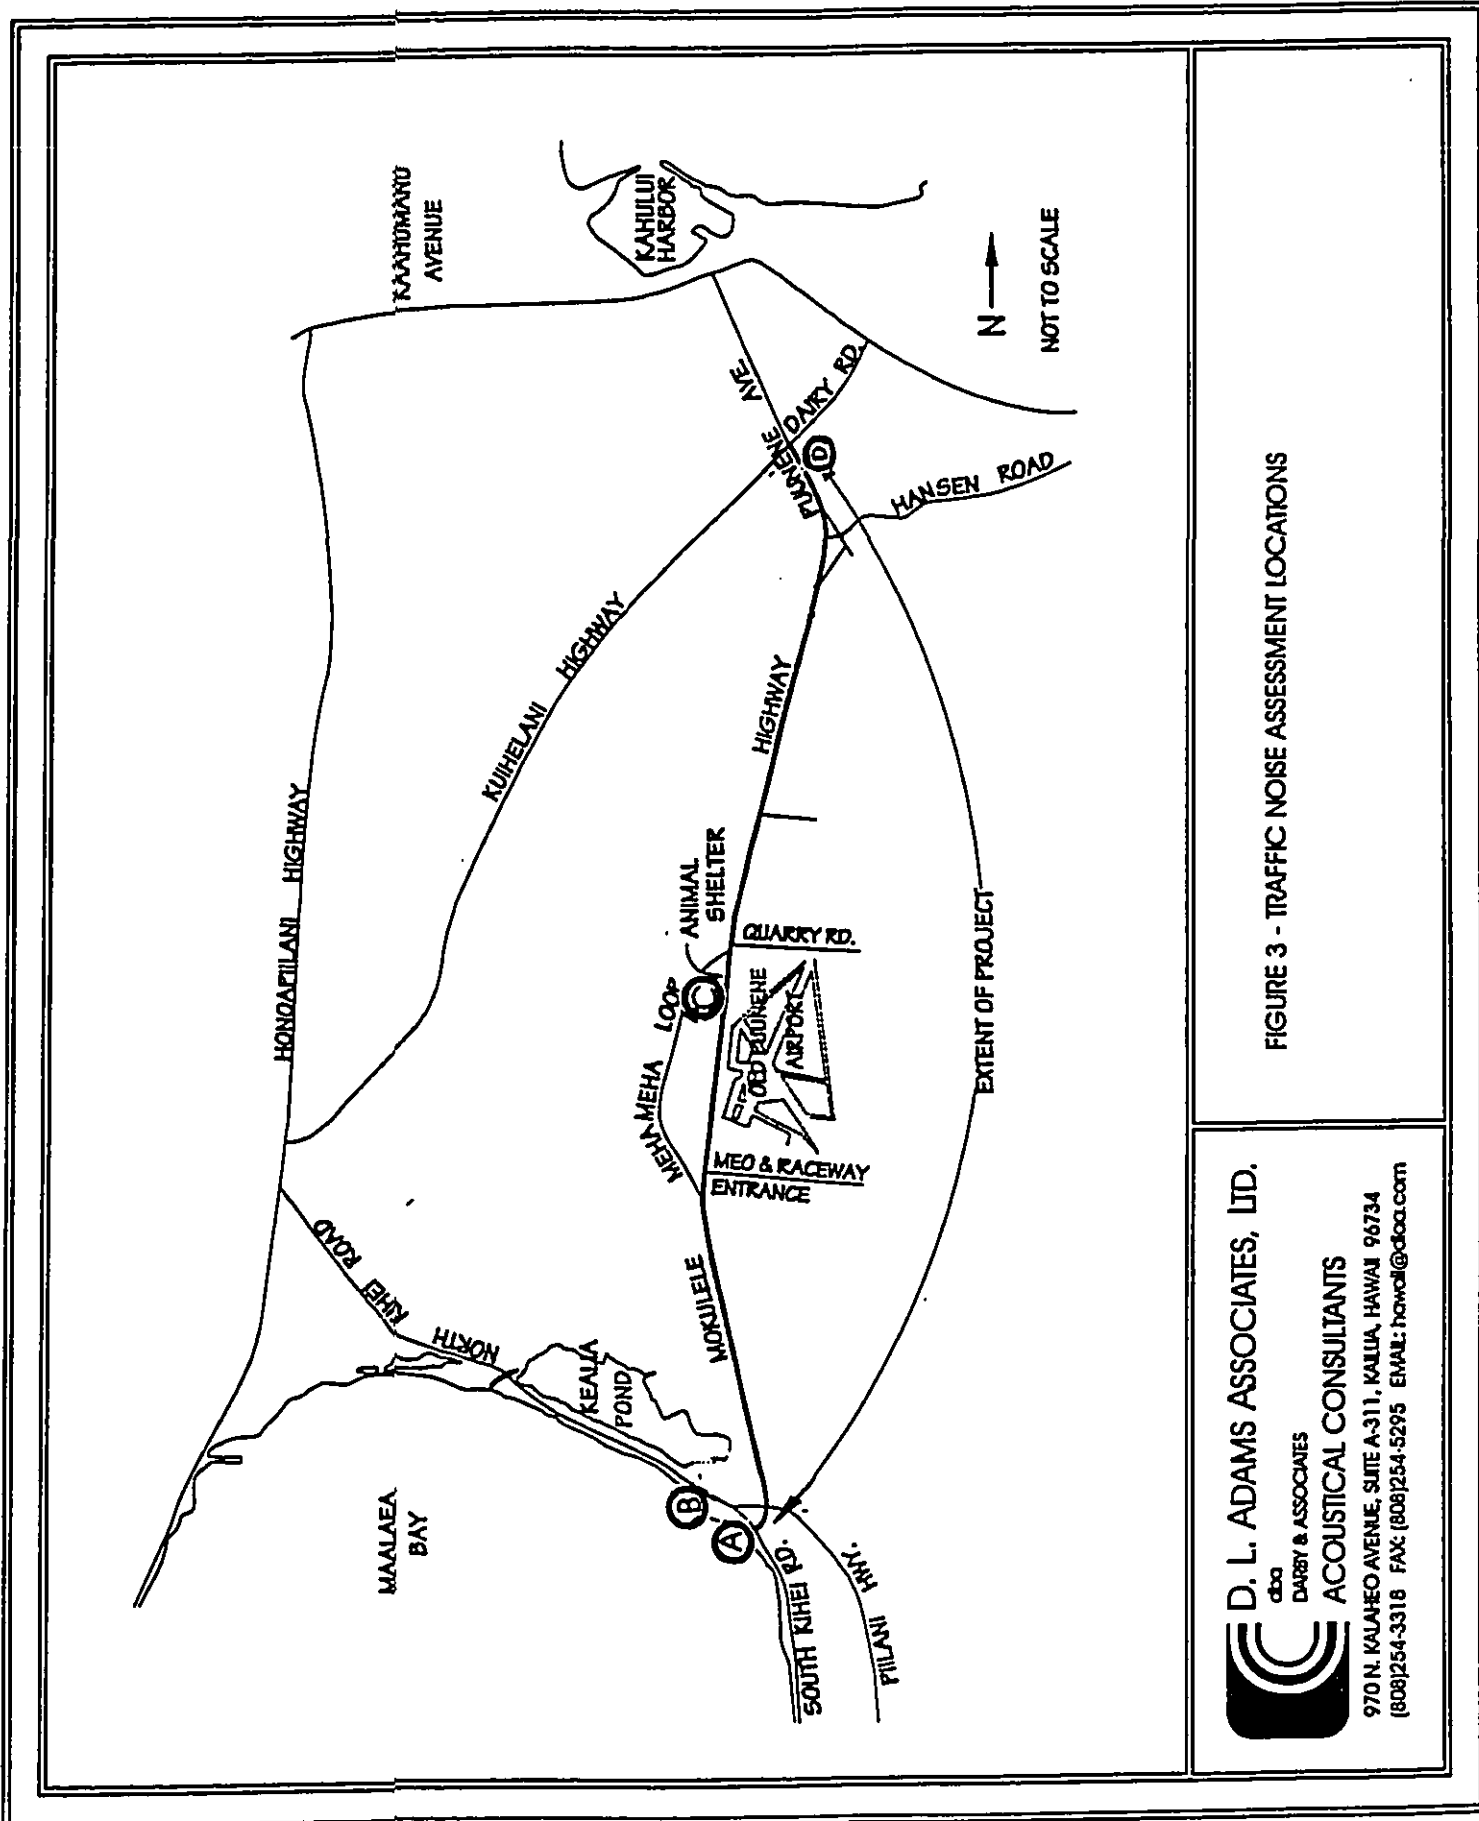 KAAHUMANU
AVENUE
KAHULUI
HARBOR
HONOAPIILANI HIGHWAY
KUIHELANI HIGHWAY
PUUNENE AVE.
DAIRY RD.
D
HANSEN ROAD
N
NOT TO SCALE
HIGHWAY
ANIMAL
SHELTER
QUARRY RD.
MEHAMEHA LOOP
C
OLD PUUNENE
AIRPORT
MEO & RACEWAY
ENTRANCE
MOKULELE
NORTH KIHEI ROAD
KEALIA
POND
MAALAEA
BAY
B
A
SOUTH KIHEI RD.
PIILANI HWY.
EXTENT OF PROJECT
D. L. ADAMS ASSOCIATES, LTD.
dba
DARBY & ASSOCIATES
ACOUSTICAL CONSULTANTS
970 N. KALAHEO AVENUE, SUITE A-311, KAILUA, HAWAII 96734
(808)254-3318 FAX: (808)254-5295 EMAIL: hawaii@dlaa.com
FIGURE 3 - TRAFFIC NOISE ASSESSMENT LOCATIONS